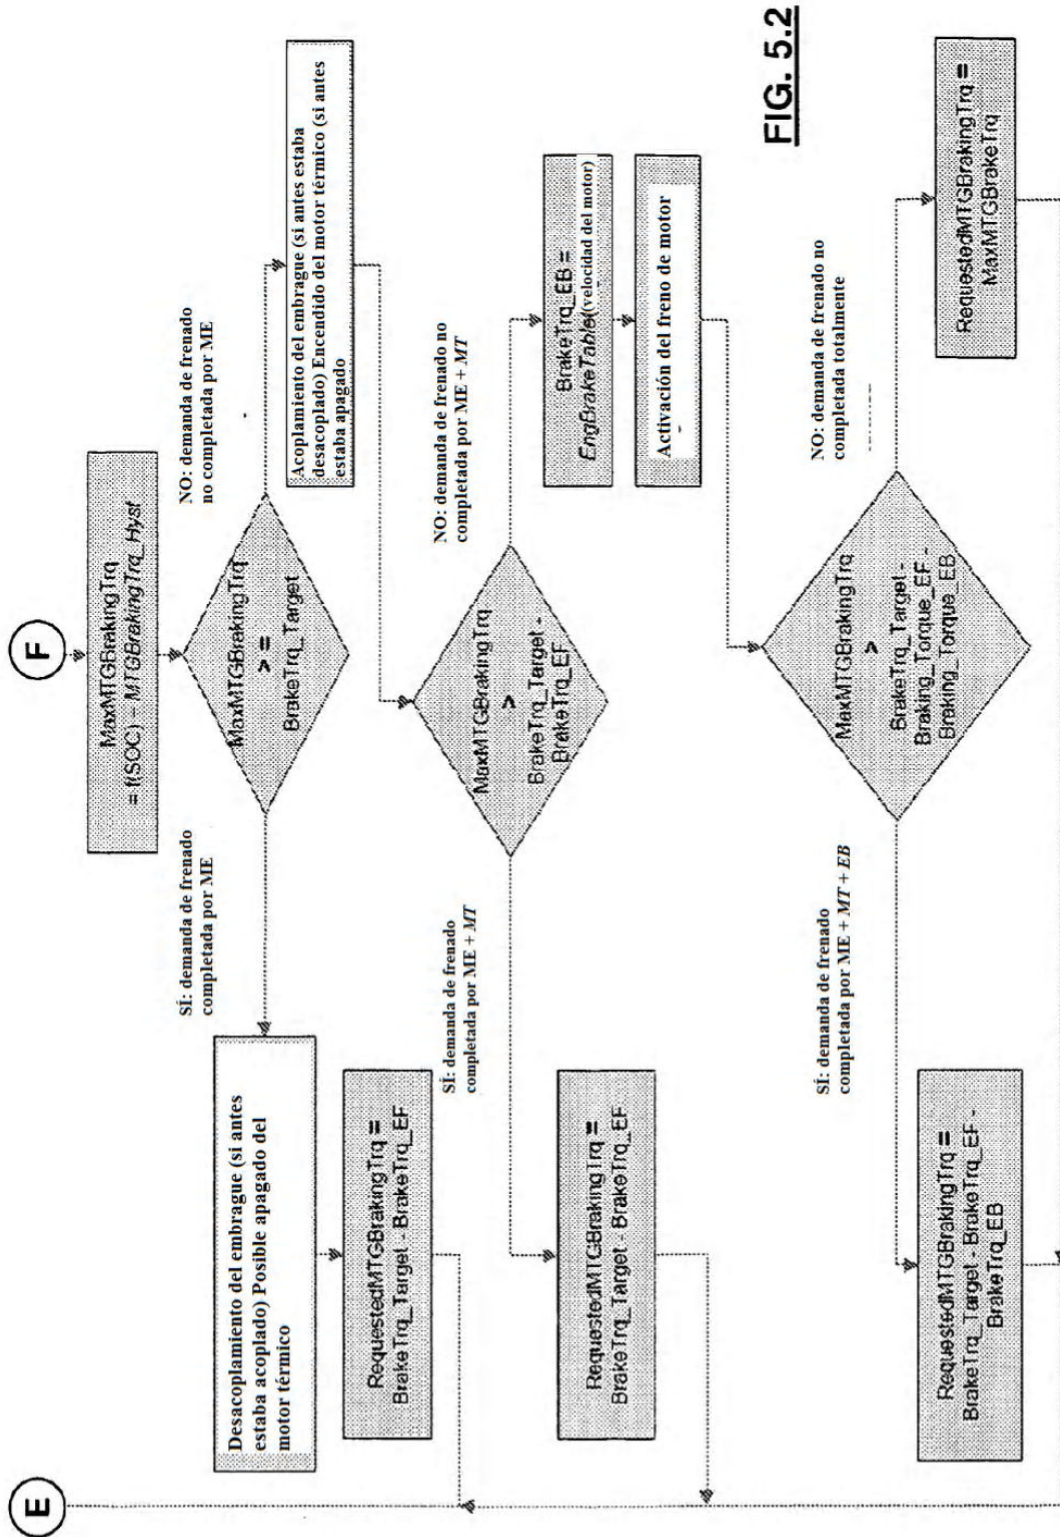 F
MaxMTGBrakingTrq
= f(SOC) – MTGBrakingTrq_Hyst
MaxMTGBrakingTrq
> =
BrakeTrq_Target
SÍ: demanda de frenado
completada por ME
NO: demanda de frenado
no completada por ME
Desacoplamiento del embrague (si antes
estaba acoplado) Posible apagado del
motor térmico
Acoplamiento del embrague (si antes estaba
desacoplado) Encendido del motor térmico (si antes
estaba apagado
RequestedMTGBrakingTrq =
BrakeTrq_Target - BrakeTrq_EF
MaxMTGBrakingTrq
>
BrakeTrq_Target -
BrakeTrq_EF
SÍ: demanda de frenado
completada por ME + MT
NO: demanda de frenado no
completada por ME + MT
RequestedMTGBrakingTrq =
BrakeTrq_Target - BrakeTrq_EF
BrakeTrq_EB =
EngBrakeTable(velocidad del motor)
Activación del freno de motor
MaxMTGBrakingTrq
>
BrakeTrq_Target -
Braking_Torque_EF -
Braking_Torque_EB
SÍ: demanda de frenado
completada por ME + MT + EB
NO: demanda de frenado no
completada totalmente
RequestedMTGBrakingTrq =
BrakeTrq_Target - BrakeTrq_EF -
BrakeTrq_EB
RequestedMTGBrakingTrq =
MaxMTGBrakeTrq
E
FIG. 5.2